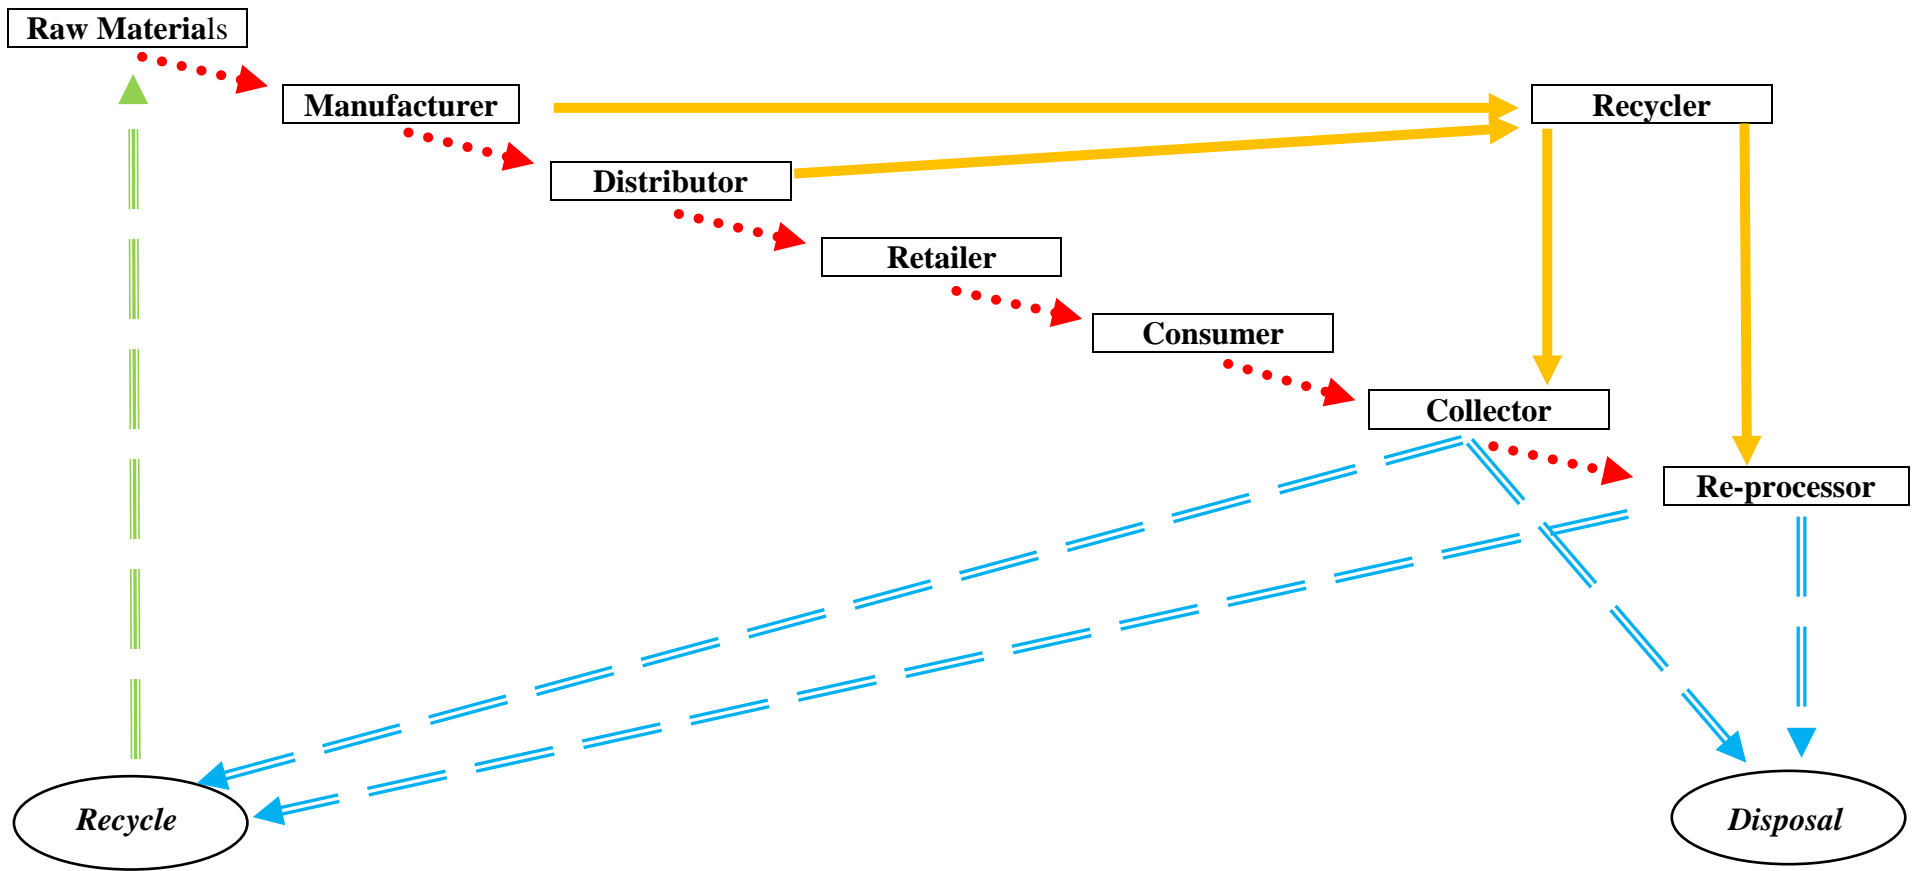 Raw Materials
Manufacturer
Recycler
Distributor
Retailer
Consumer
Collector
Re-processor
Recycle
Disposal